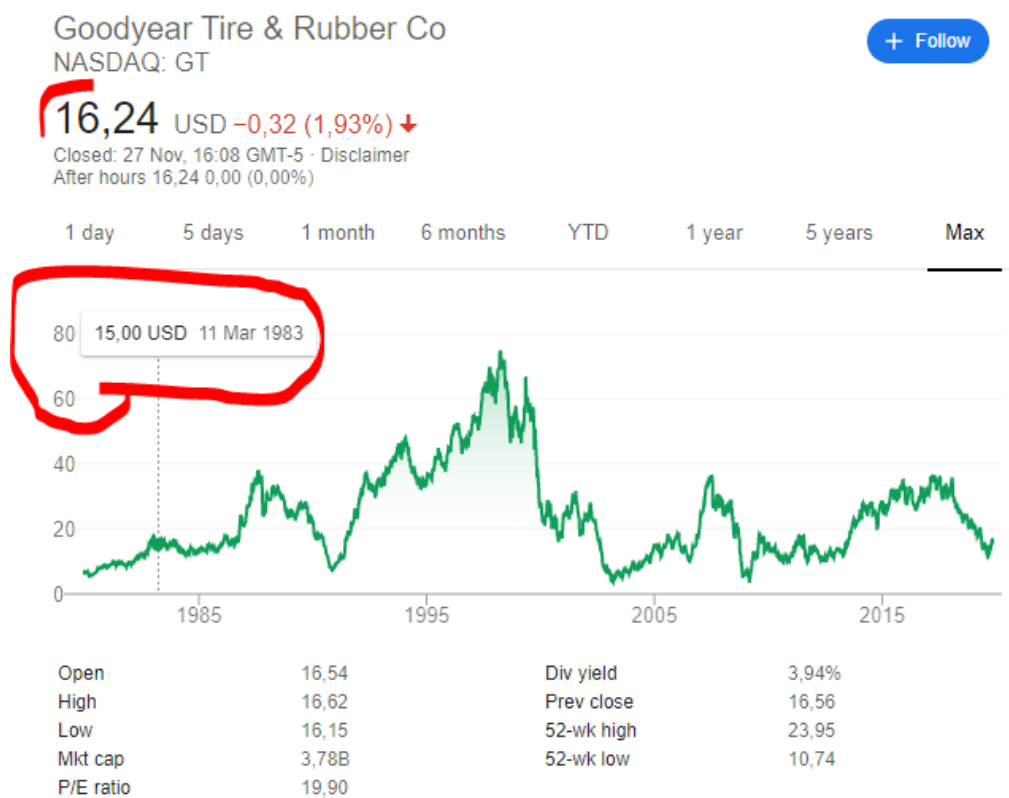 Goodyear Tire & Rubber Co
+ Follow
NASDAQ: GT
16,24 USD −0,32 (1,93%)
Closed: 27 Nov, 16:08 GMT-5 · Disclaimer
After hours 16,24 0,00 (0,00%)
1 day 5 days 1 month 6 months YTD 1 year 5 years Max
80 15,00 USD 11 Mar 1983
60
40
20
0
1985 1995 2005 2015
Open 16,54 Div yield 3,94%
High 16,62 Prev close 16,56
Low 16,15 52-wk high 23,95
Mkt cap 3,78B 52-wk low 10,74
P/E ratio 19,90